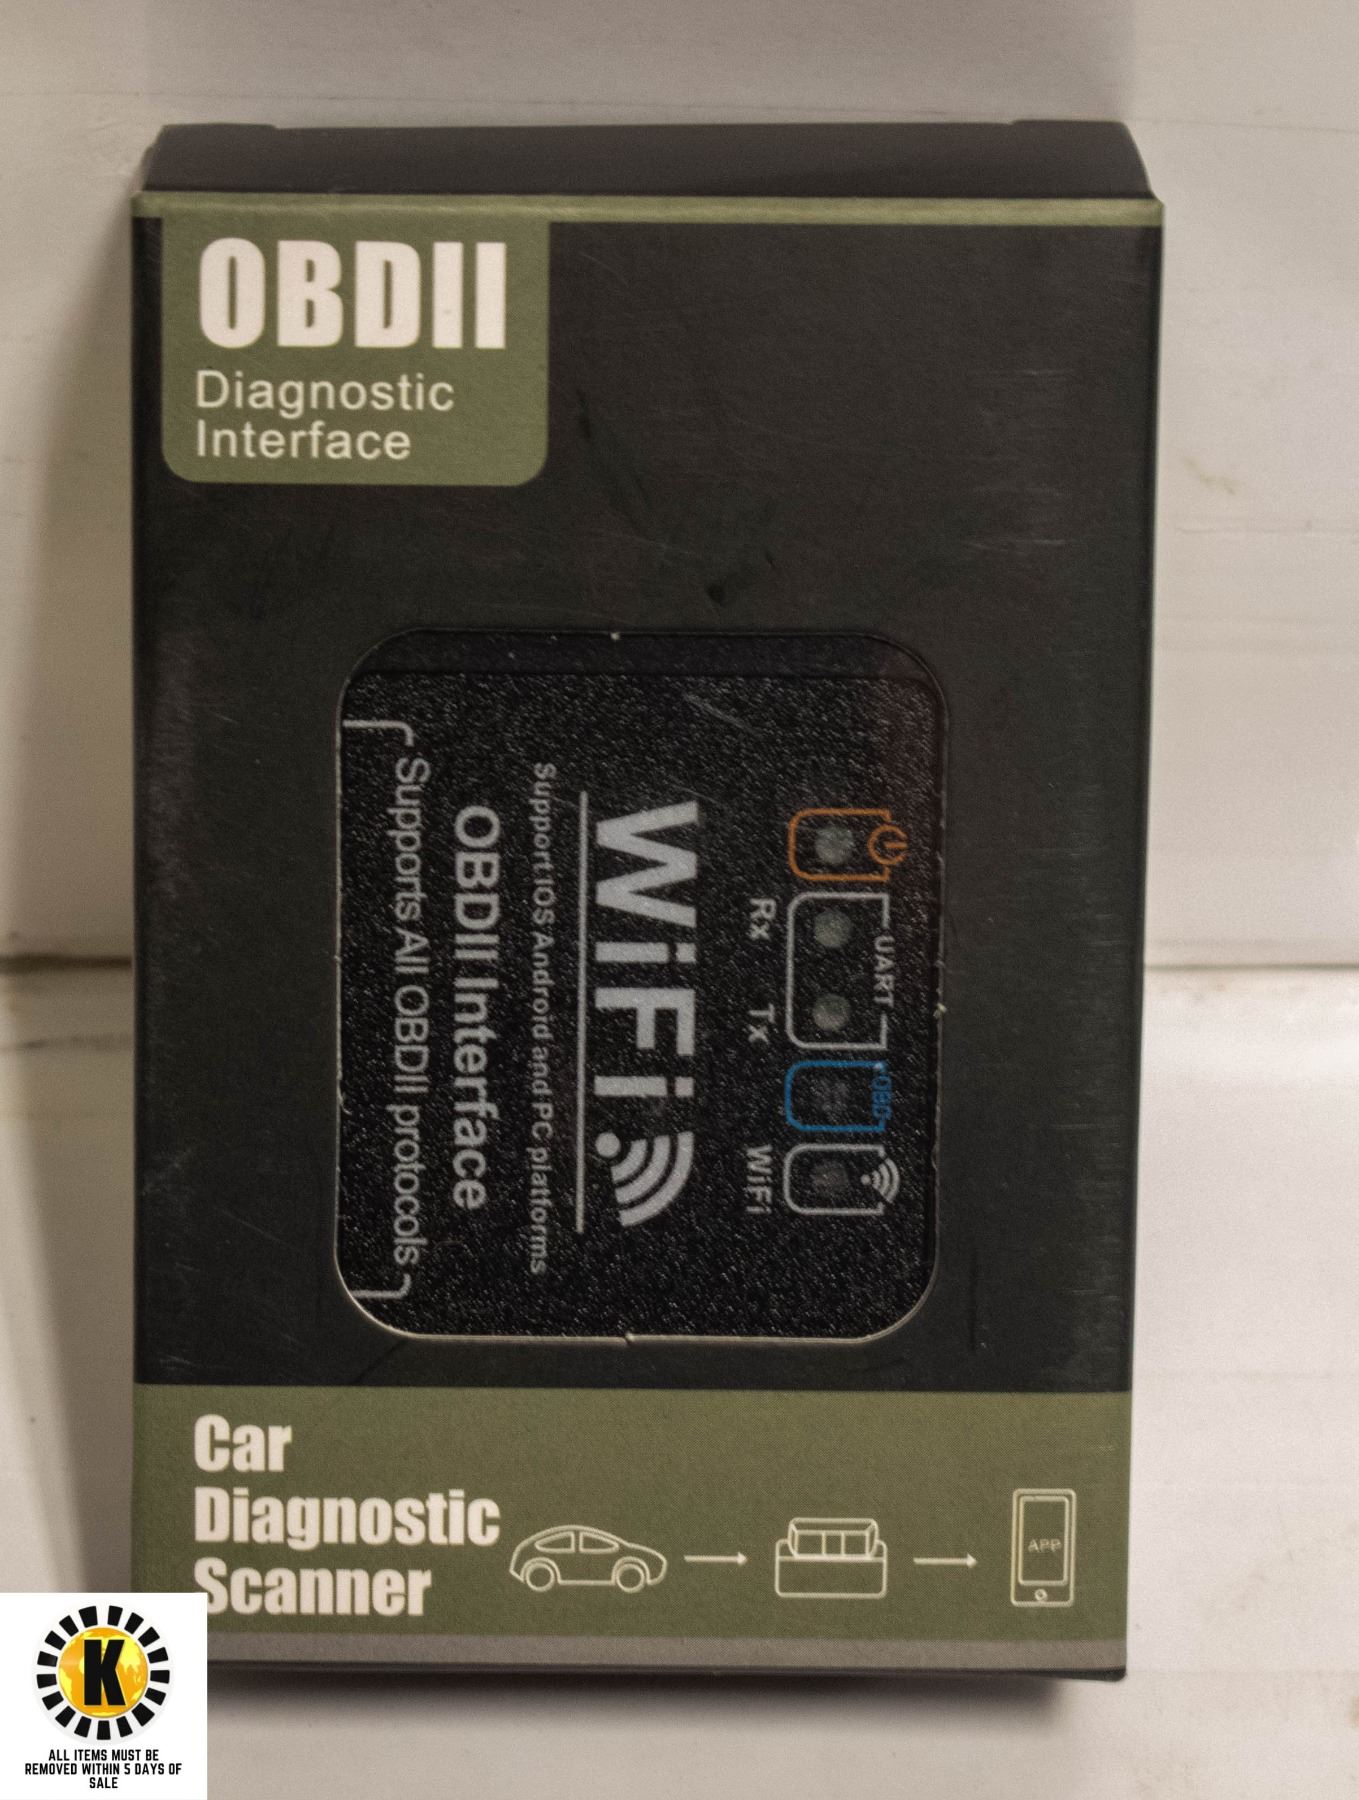 OBDII
Diagnostic
Interface
UART
Rx
Tx
OBD
WiFi
WiFi
Support IOS Android and PC platforms
OBDII Interface
Supports All OBDII protocols
Car
Diagnostic
Scanner
APP
K
ALL ITEMS MUST BE
REMOVED WITHIN 5 DAYS OF
SALE